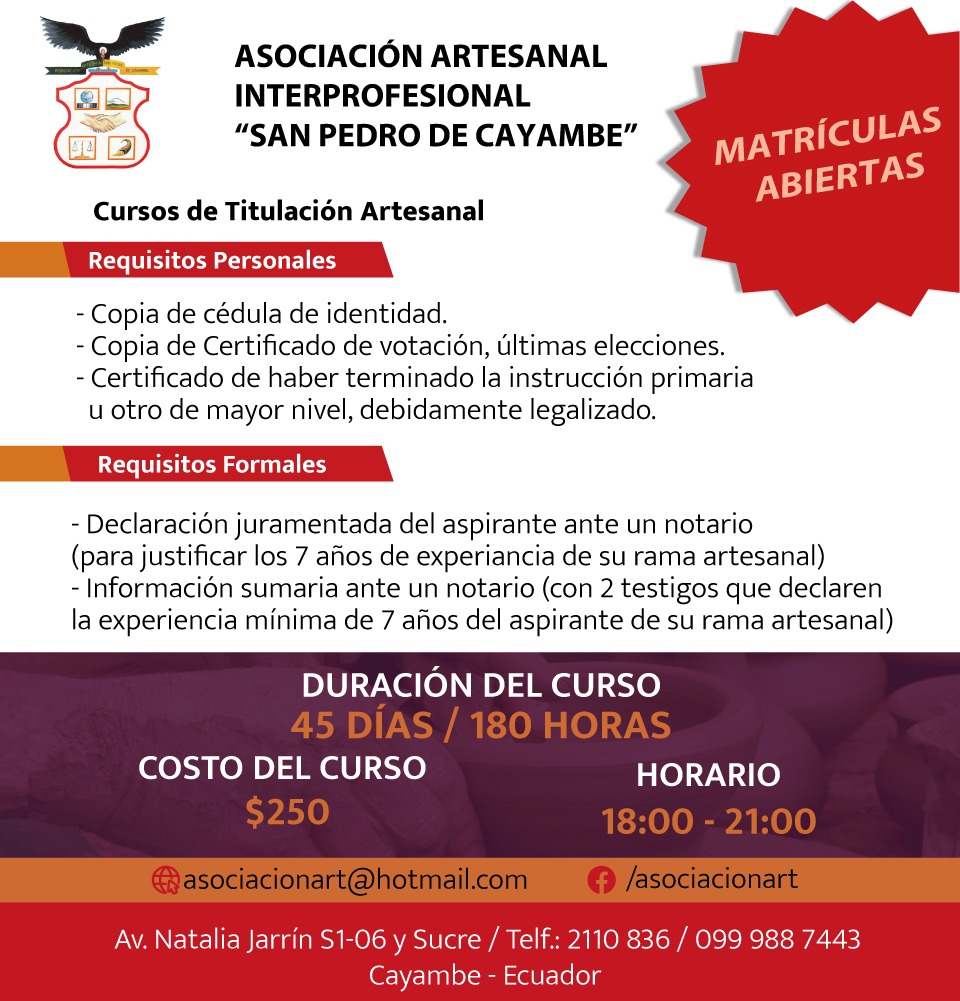 ASOCIACIÓN ARTESANAL
INTERPROFESIONAL
“SAN PEDRO DE CAYAMBE”
MATRÍCULAS
ABIERTAS
Cursos de Titulación Artesanal
Requisitos Personales
- Copia de cédula de identidad.
- Copia de Certificado de votación, últimas elecciones.
- Certificado de haber terminado la instrucción primaria
u otro de mayor nivel, debidamente legalizado.
Requisitos Formales
- Declaración juramentada del aspirante ante un notario
(para justificar los 7 años de experiancia de su rama artesanal)
- Información sumaria ante un notario (con 2 testigos que declaren
la experiencia mínima de 7 años del aspirante de su rama artesanal)
DURACIÓN DEL CURSO
45 DÍAS / 180 HORAS
COSTO DEL CURSO
$250
HORARIO
18:00 - 21:00
asociacionart@hotmail.com
/asociacionart
Av. Natalia Jarrín S1-06 y Sucre / Telf.: 2110 836 / 099 988 7443
Cayambe - Ecuador